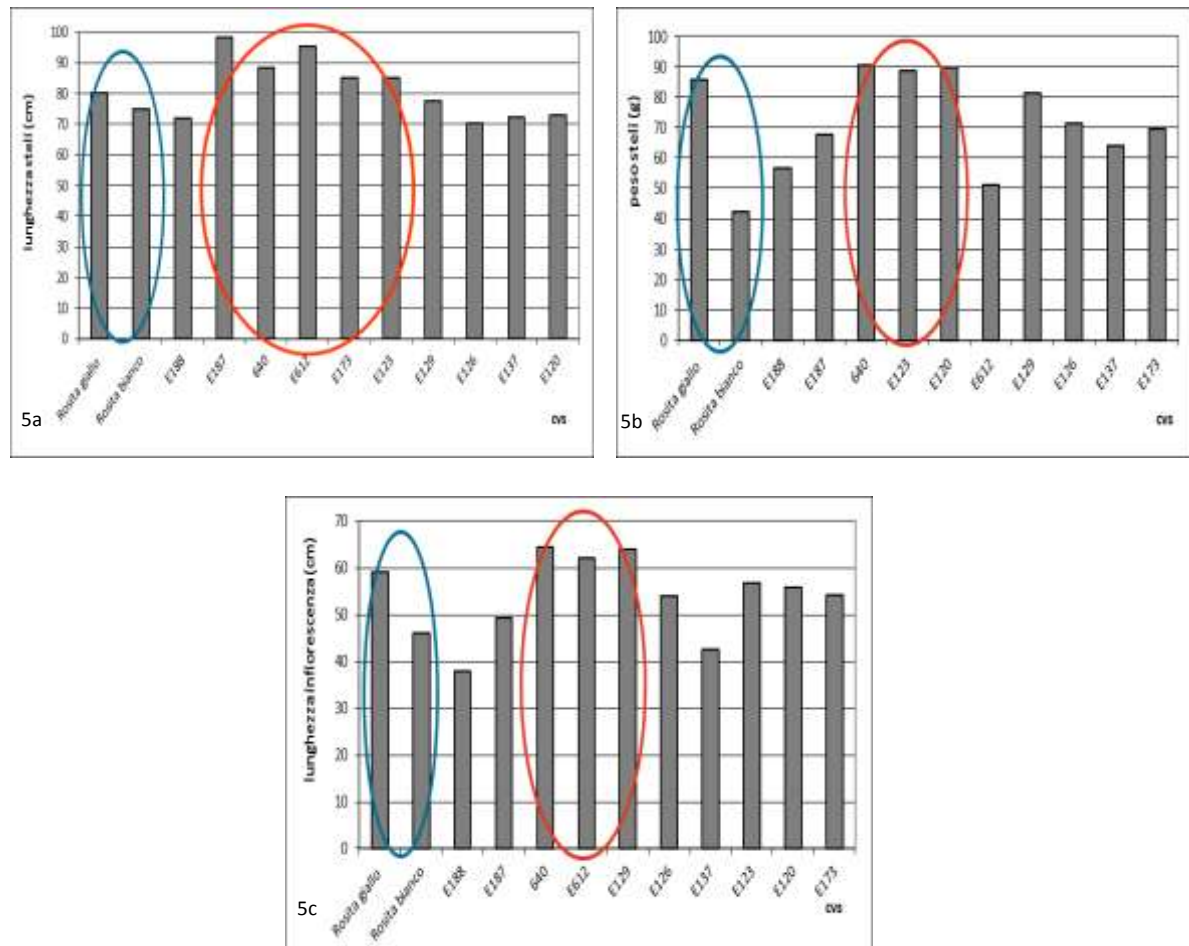 lunghezza steli (cm)
100
90
80
70
60
50
40
30
20
10
0
Rosita giallo
Rosita bianco
E188
E187
640
E612
E173
E123
E129
E126
E137
E120
cvs
5a
peso steli (g)
100
90
80
70
60
50
40
30
20
10
0
Rosita giallo
Rosita bianco
E188
E187
640
E123
E120
E612
E129
E126
E137
E173
cvs
5b
lunghezza infiorescenza (cm)
70
60
50
40
30
20
10
0
Rosita giallo
Rosita bianco
E188
E187
640
E612
E129
E126
E137
E123
E120
E173
cvs
5c